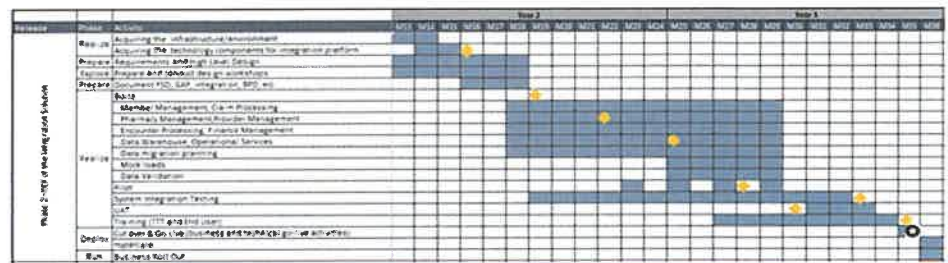 Year 2 Year 3
Release Phase Activity M13 M14 M15 M16 M17 M18 M19 M20 M21 M22 M23 M24 M25 M26 M27 M28 M29 M30 M31 M32 M33 M34 M35 M36
Phase 2 of the Integration Solution
Realize Acquiring the infrastructure/environment
Acquiring the technology components for integration platform
Prepare Requirements and High Level Design
Explore Prepare and conduct design workshops
Prepare Document FSD, GAP, integration, BPD, etc
Realize Build
Member Management, Claim Processing
Pharmacy Management, Provider Management
Encounter Processing, Finance Management
Data Warehouse, Operational Services
Data migration planning
Mock loads
Data Validation
System Integration Testing
UAT
Training (TTT and End User)
Deploy Cut over & Go Live (business and technical go-live activities)
Hypercare
Run Business Roll Out